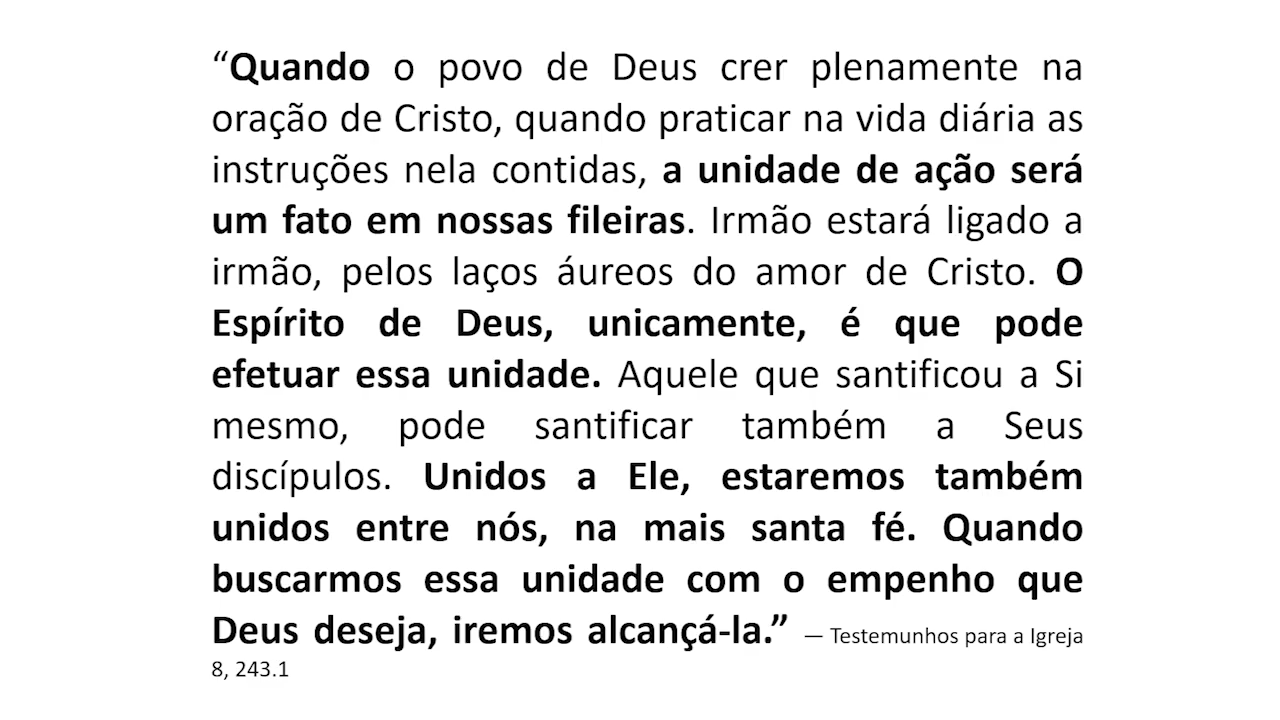 “Quando o povo de Deus crer plenamente na
oração de Cristo, quando praticar na vida diária as
instruções nela contidas, a unidade de ação será
um fato em nossas fileiras. Irmão estará ligado a
irmão, pelos laços áureos do amor de Cristo. O
Espírito de Deus, unicamente, é que pode
efetuar essa unidade. Aquele que santificou a Si
mesmo, pode santificar também a Seus
discípulos. Unidos a Ele, estaremos também
unidos entre nós, na mais santa fé. Quando
buscarmos essa unidade com o empenho que
Deus deseja, iremos alcançá-la.” — Testemunhos para a Igreja
8, 243.1